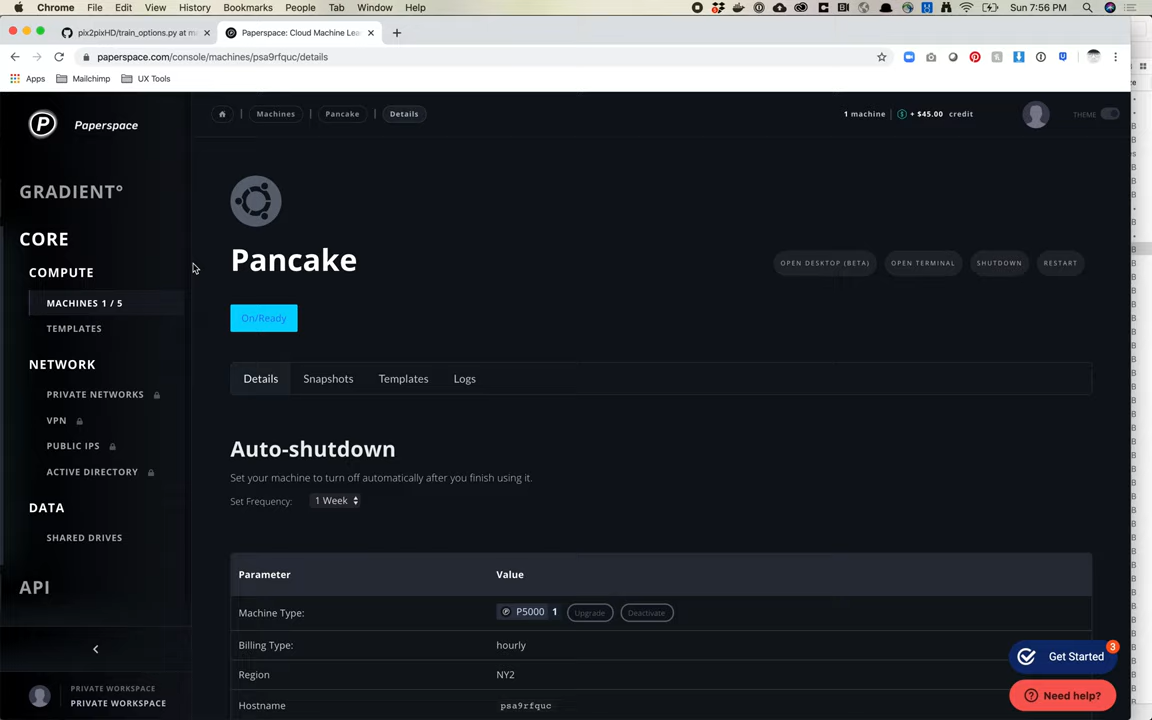 Chrome File Edit View History Bookmarks People Tab Window Help Sun 7:56 PM
pix2pixHD/train_options.py at m
Paperspace: Cloud Machine Lea
paperspace.com/console/machines/psa9rfquc/details
Apps Mailchimp UX Tools
P Paperspace
Machines | Pancake | Details
1 machine | + $45.00 credit
THEME
GRADIENT°
CORE
COMPUTE
MACHINES 1 / 5
TEMPLATES
NETWORK
PRIVATE NETWORKS
VPN
PUBLIC IPS
ACTIVE DIRECTORY
DATA
SHARED DRIVES
API
PRIVATE WORKSPACE
PRIVATE WORKSPACE
Pancake
OPEN DESKTOP (BETA) OPEN TERMINAL SHUTDOWN RESTART
On/Ready
Details Snapshots Templates Logs
Auto-shutdown
Set your machine to turn off automatically after you finish using it.
Set Frequency: 1 Week
Parameter Value
Machine Type: P5000 1 Upgrade Deactivate
Billing Type: hourly
Region NY2
Hostname psa9rfquc
Get Started 3
Need help?